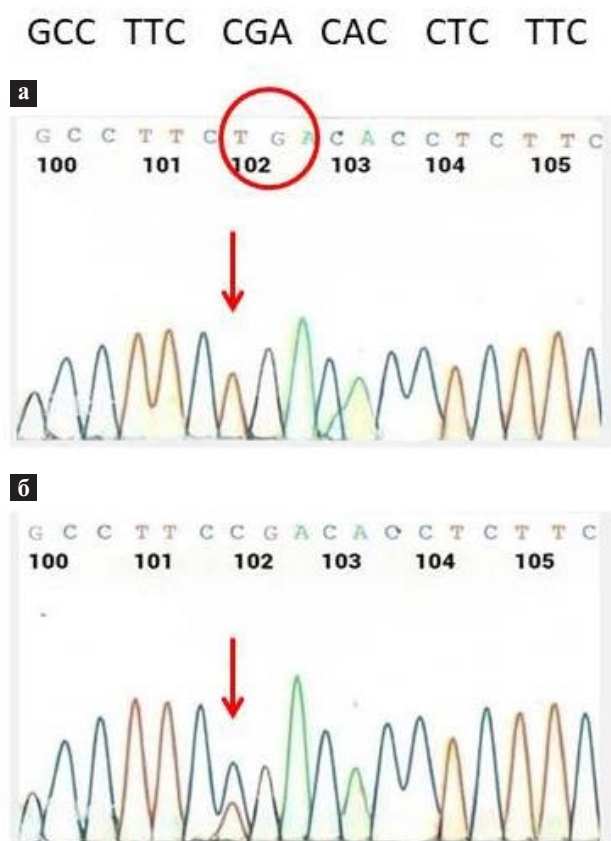 GCC TTC CGA CAC CTC TTC
а
G C C T T C T G A C A C C T C T T C
100 101 102 103 104 105
б
G C C T T C C G A C A C C T C T T C
100 101 102 103 104 105